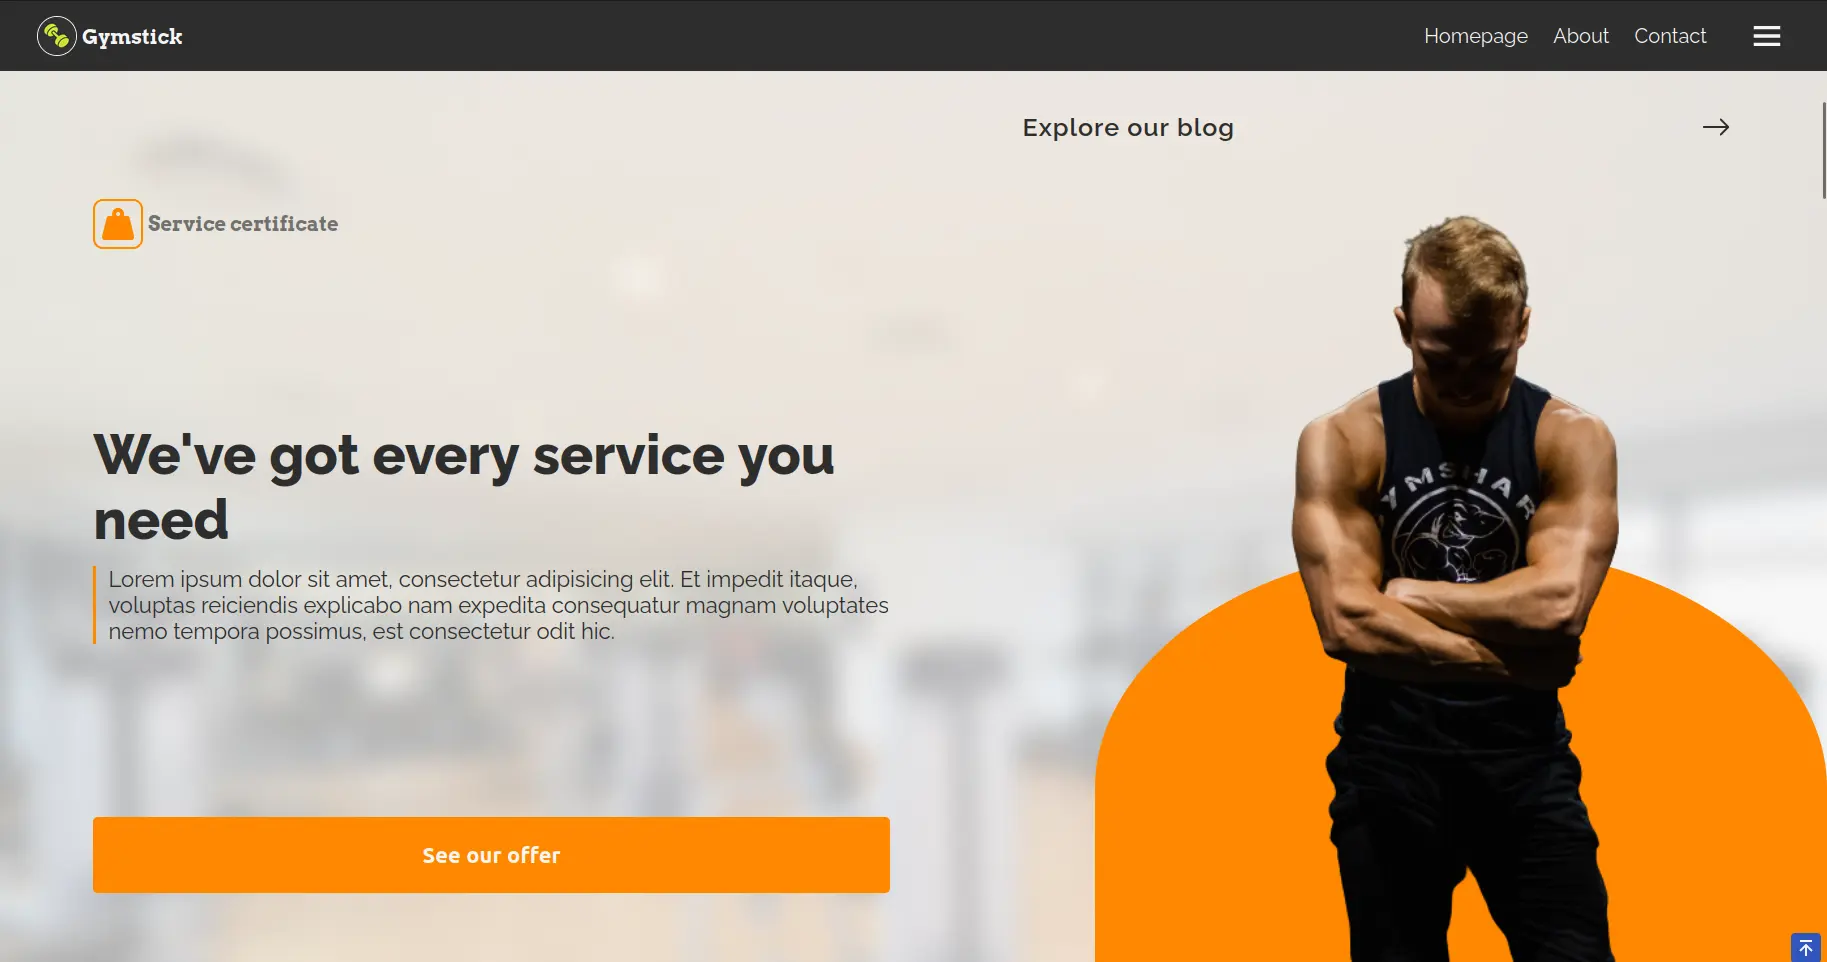 Gymstick
Homepage About Contact
Explore our blog
Service certificate
We've got every service you
need
Lorem ipsum dolor sit amet, consectetur adipisicing elit. Et impedit itaque,
voluptas reiciendis explicabo nam expedita consequatur magnam voluptates
nemo tempora possimus, est consectetur odit hic.
See our offer
YMSHAR